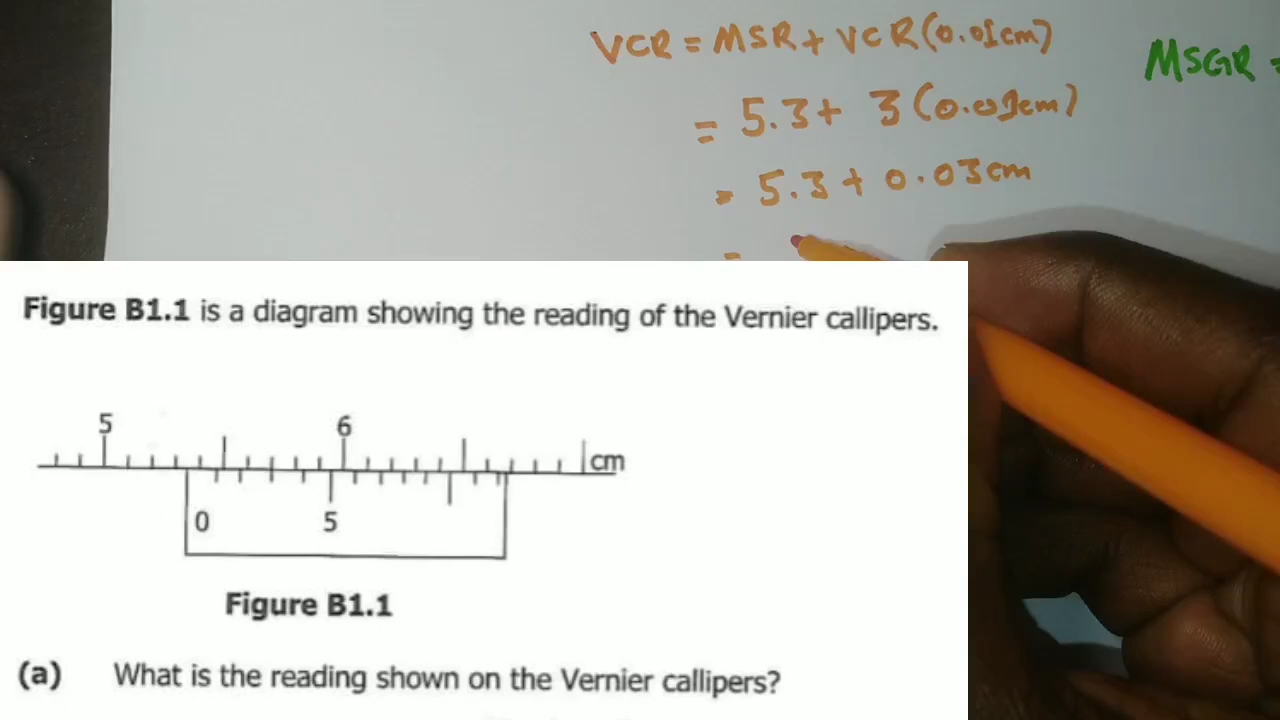 VCR = MSR + VCR(0.01cm)
MSGR =
= 5.3 + 3(0.01cm)
= 5.3 + 0.03cm
=
Figure B1.1 is a diagram showing the reading of the Vernier callipers.
5 6
cm
0 5
Figure B1.1
(a) What is the reading shown on the Vernier callipers?